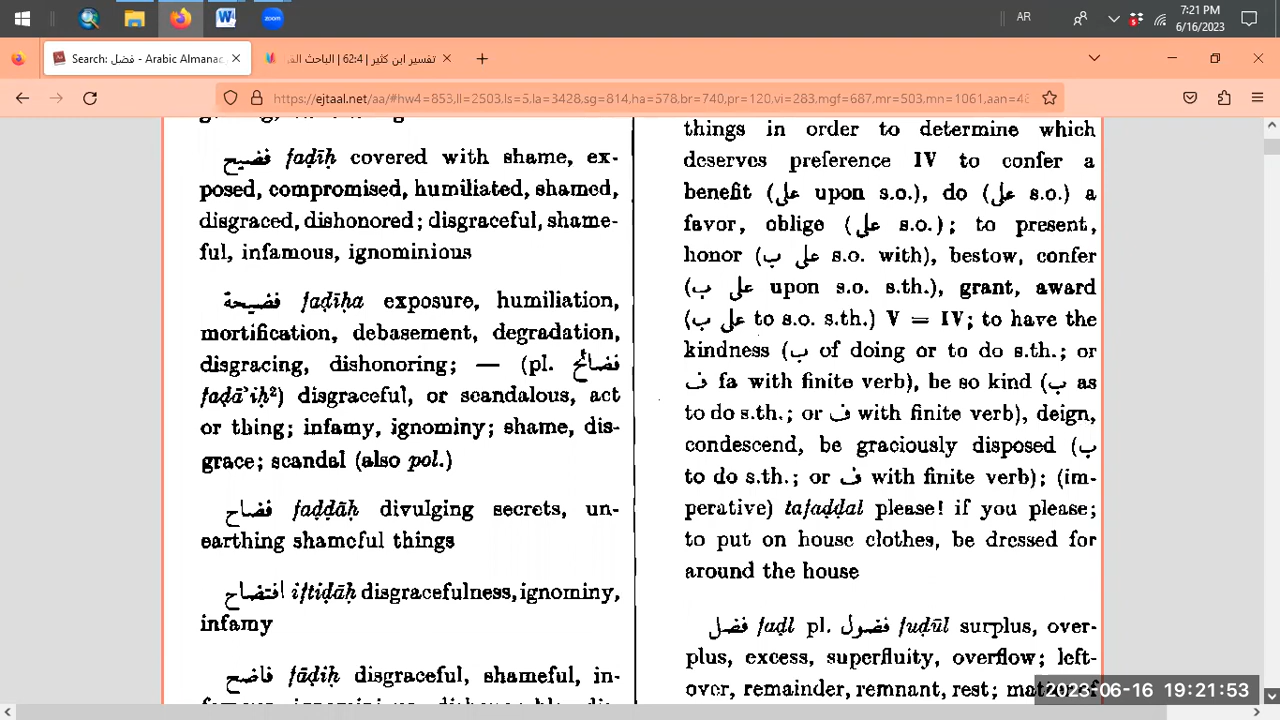 AR
7:21 PM
6/16/2023
zoom
Search: فضل - Arabic Almanac
تفسير ابن كثير | 62:4 | الباحث الق
https://ejtaal.net/aa/#hw4=853,ll=2503,ls=5,la=3428,sg=814,ha=578,br=740,pr=120,vi=283,mgf=687,mr=503,mn=1061,aan=48
فضيح faḍīḥ covered with shame, ex-
posed, compromised, humiliated, shamed,
disgraced, dishonored; disgraceful, shame-
ful, infamous, ignominious
فضيحة faḍīḥa exposure, humiliation,
mortification, debasement, degradation,
disgracing, dishonoring; — (pl. فضائح
faḍā'iḥ²) disgraceful, or scandalous, act
or thing; infamy, ignominy; shame, dis-
grace; scandal (also pol.)
فضاح faḍḍāḥ divulging secrets, un-
earthing shameful things
افتضاح iftiḍāḥ disgracefulness, ignominy,
infamy
فاضح fāḍiḥ disgraceful, shameful, in-
things in order to determine which
deserves preference IV to confer a
benefit (على upon s.o.), do (على s.o.) a
favor, oblige (على s.o.); to present,
honor (على ب s.o. with), bestow, confer
(على ب upon s.o. s.th.), grant, award
(على ب to s.o. s.th.) V = IV; to have the
kindness (ب of doing or to do s.th.; or
ف fa with finite verb), be so kind (ب as
to do s.th.; or ف with finite verb), deign,
condescend, be graciously disposed (ب
to do s.th.; or ف with finite verb); (im-
perative) tafaḍḍal please! if you please;
to put on house clothes, be dressed for
around the house
فضل faḍl pl. فضول fuḍūl surplus, over-
plus, excess, superfluity, overflow; left-
over, remainder, remnant, rest;
2023-06-16 19:21:53